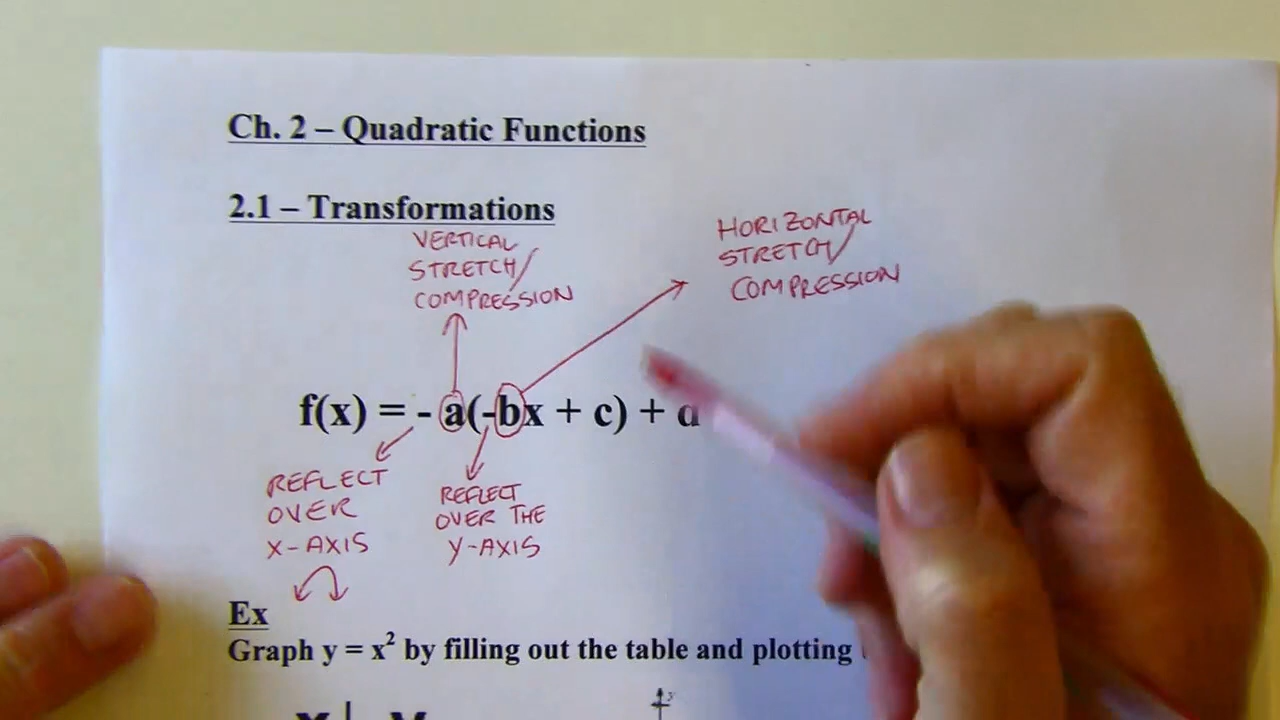 Ch. 2 – Quadratic Functions
2.1 – Transformations
VERTICAL
STRETCH/
COMPRESSION
HORIZONTAL
STRETCH/
COMPRESSION
f(x) = - a(-bx + c) + d
REFLECT
OVER
X-AXIS
REFLECT
OVER THE
Y-AXIS
Ex
Graph y = x² by filling out the table and plotting
y